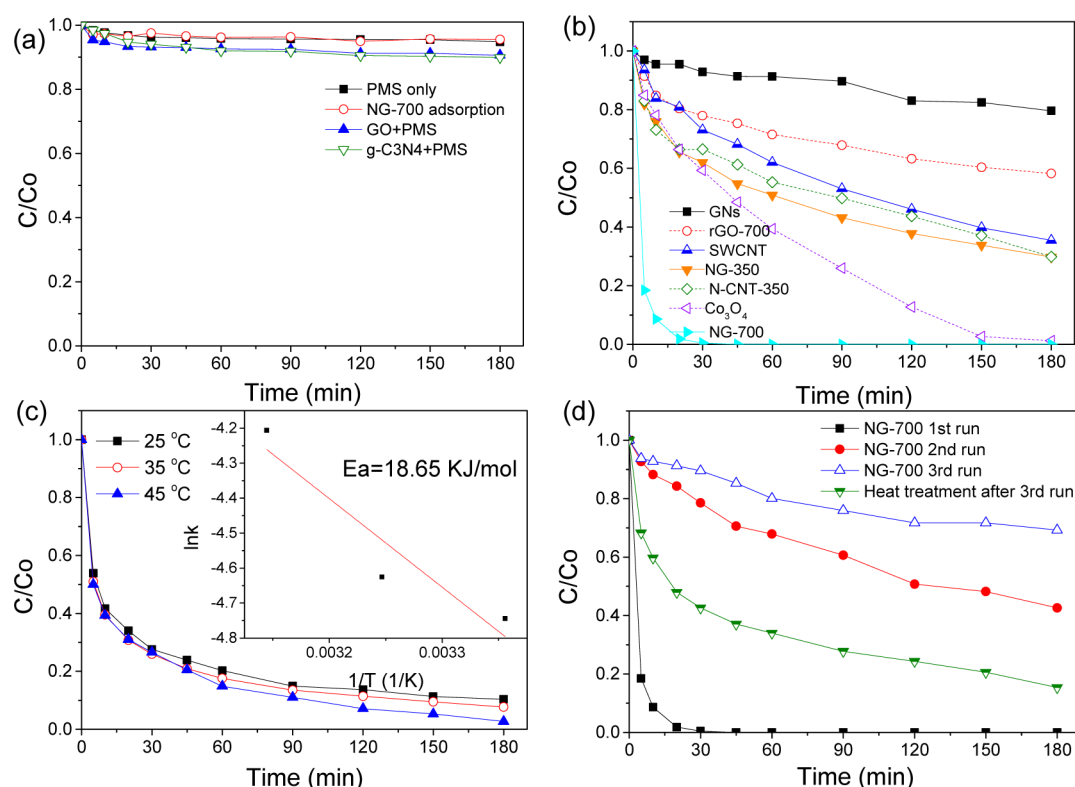 (a)
1.0
0.8
0.6
0.4
0.2
0.0
C/Co
PMS only
NG-700 adsorption
GO+PMS
g-C3N4+PMS
0 30 60 90 120 150 180
Time (min)
(b)
1.0
0.8
0.6
0.4
0.2
0.0
C/Co
GNs
rGO-700
SWCNT
NG-350
N-CNT-350
Co3O4
NG-700
0 30 60 90 120 150 180
Time (min)
(c)
1.0
0.8
0.6
0.4
0.2
0.0
C/Co
25 °C
35 °C
45 °C
-4.2
-4.3
-4.4
-4.5
-4.6
-4.7
-4.8
lnk
Ea=18.65 KJ/mol
0.0032 0.0033
1/T (1/K)
0 30 60 90 120 150 180
Time (min)
(d)
1.0
0.8
0.6
0.4
0.2
0.0
C/Co
NG-700 1st run
NG-700 2nd run
NG-700 3rd run
Heat treatment after 3rd run
0 30 60 90 120 150 180
Time (min)